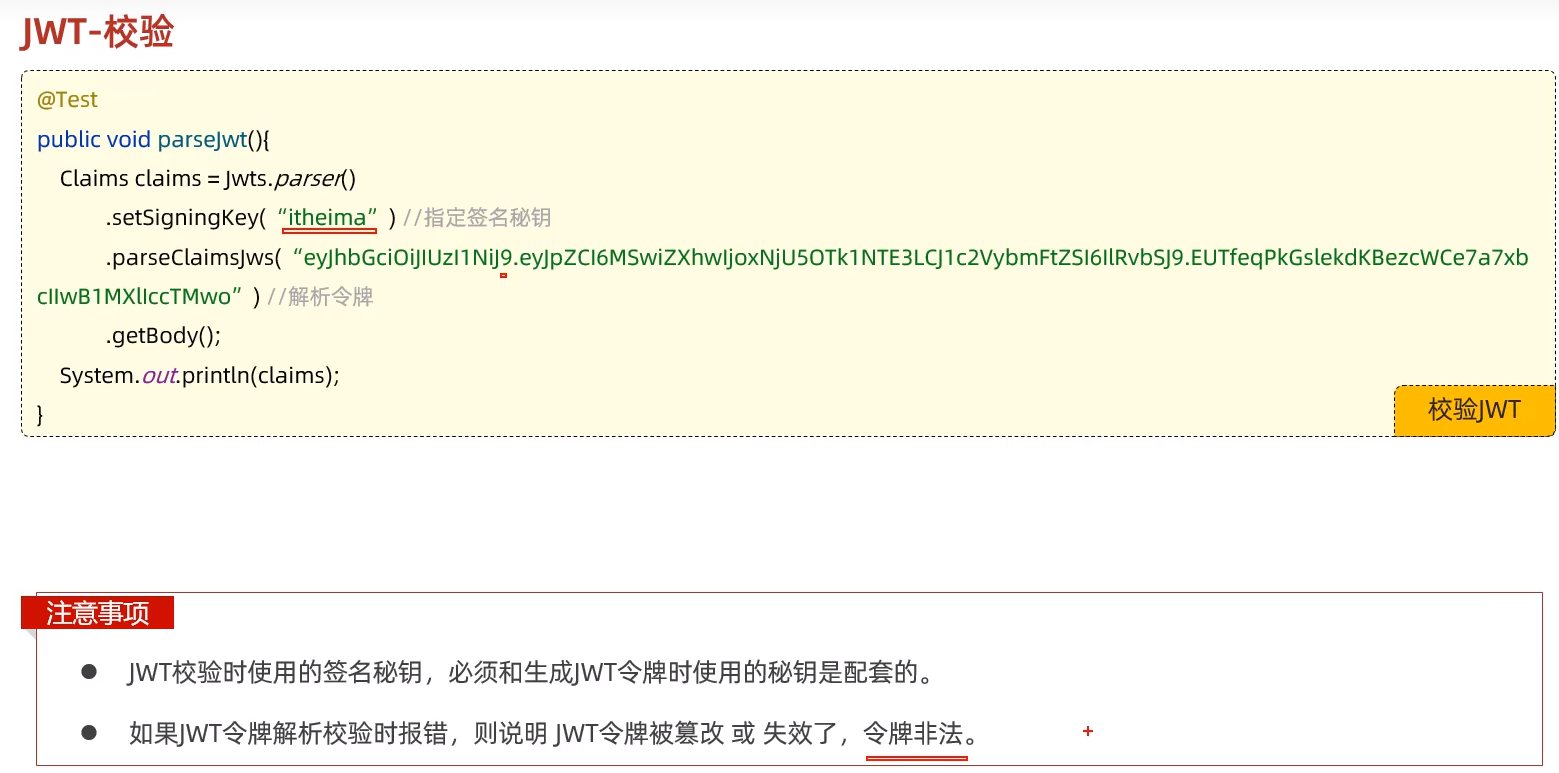 JWT-校验
@Test
public void parseJwt(){
Claims claims = Jwts.parser()
.setSigningKey( “itheima” ) //指定签名秘钥
.parseClaimsJws( “eyJhbGciOiJIUzI1NiJ9.eyJpZCI6MSwiZXhwIjoxNjU5OTk1NTE3LCJ1c2VybmFtZSI6IlRvbSJ9.EUTfeqPkGslekdKBezcWCe7a7xb
cIIwB1MXlIccTMwo” ) //解析令牌
.getBody();
System.out.println(claims);
}
校验JWT
注意事项
● JWT校验时使用的签名秘钥，必须和生成JWT令牌时使用的秘钥是配套的。
● 如果JWT令牌解析校验时报错，则说明 JWT令牌被篡改 或 失效了，令牌非法。